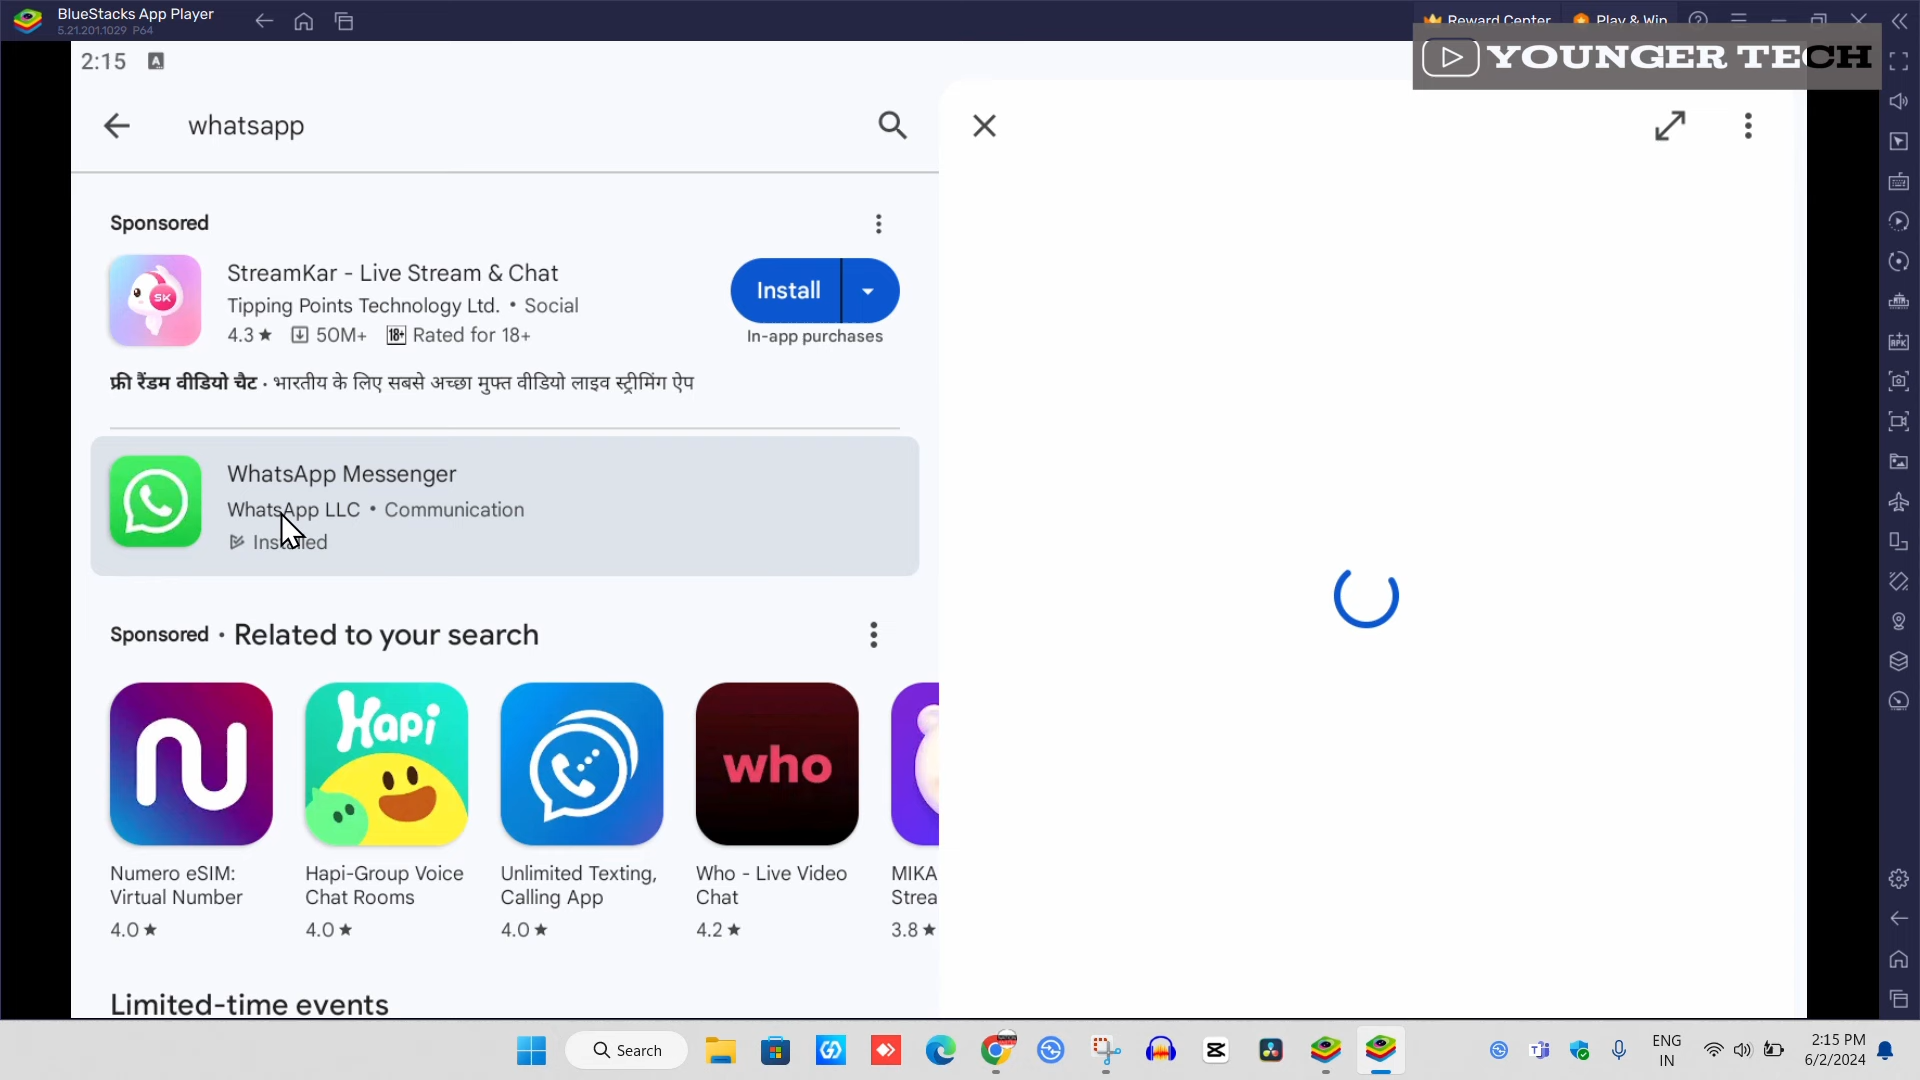 BlueStacks App Player
5.21.201.1029 P64
Reward Center
Play & Win
YOUNGER TECH
2:15
whatsapp
Sponsored
StreamKar - Live Stream & Chat
Tipping Points Technology Ltd. • Social
4.3★ 50M+ 18+ Rated for 18+
SK
Install
In-app purchases
फ्री रैंडम वीडियो चैट · भारतीय के लिए सबसे अच्छा मुफ्त वीडियो लाइव स्ट्रीमिंग ऐप
WhatsApp Messenger
WhatsApp LLC • Communication
Installed
Sponsored · Related to your search
Hapi
who
Numero eSIM:
Virtual Number
4.0★
Hapi-Group Voice
Chat Rooms
4.0★
Unlimited Texting,
Calling App
4.0★
Who - Live Video
Chat
4.2★
MIKA
Strea
3.8★
Limited-time events
Search
ENG
IN
2:15 PM
6/2/2024